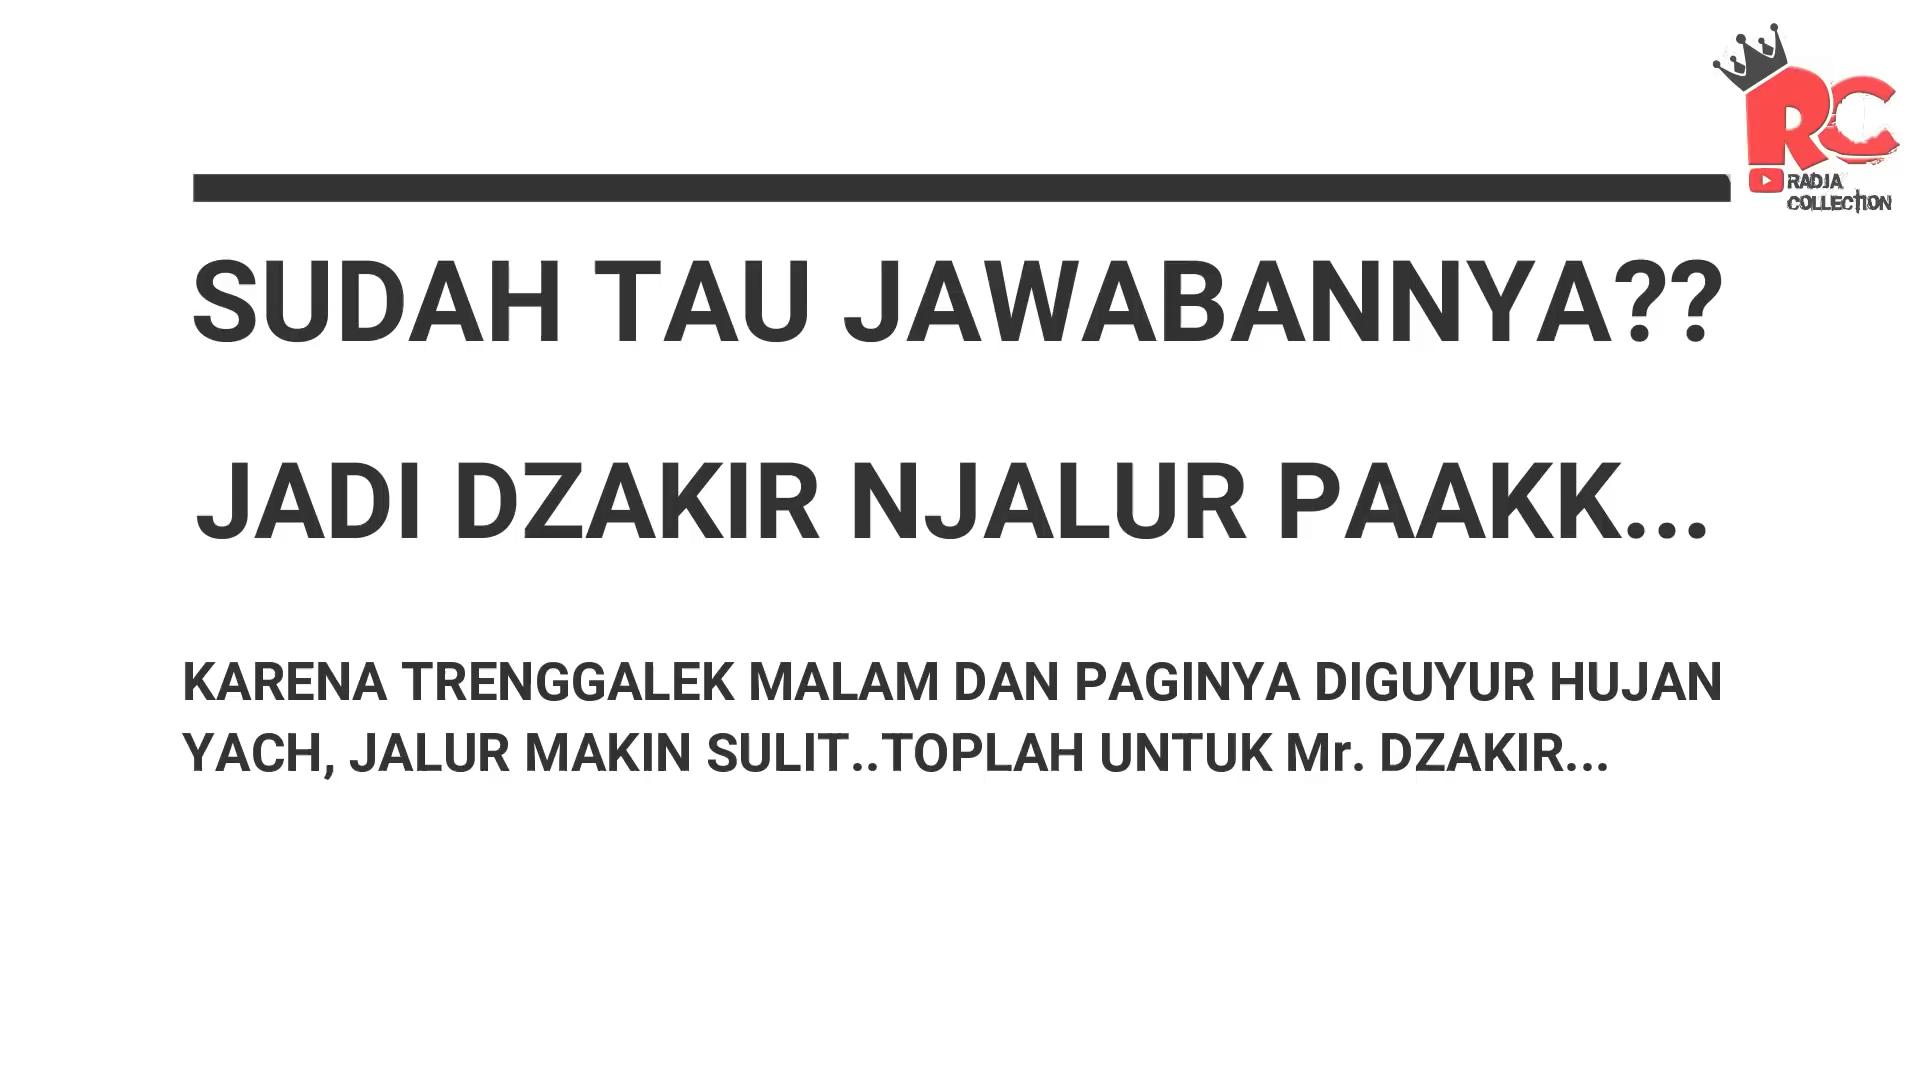 RC
RADJA
COLLECTION
SUDAH TAU JAWABANNYA??
JADI DZAKIR NJALUR PAAKK...
KARENA TRENGGALEK MALAM DAN PAGINYA DIGUYUR HUJAN
YACH, JALUR MAKIN SULIT..TOPLAH UNTUK Mr. DZAKIR...